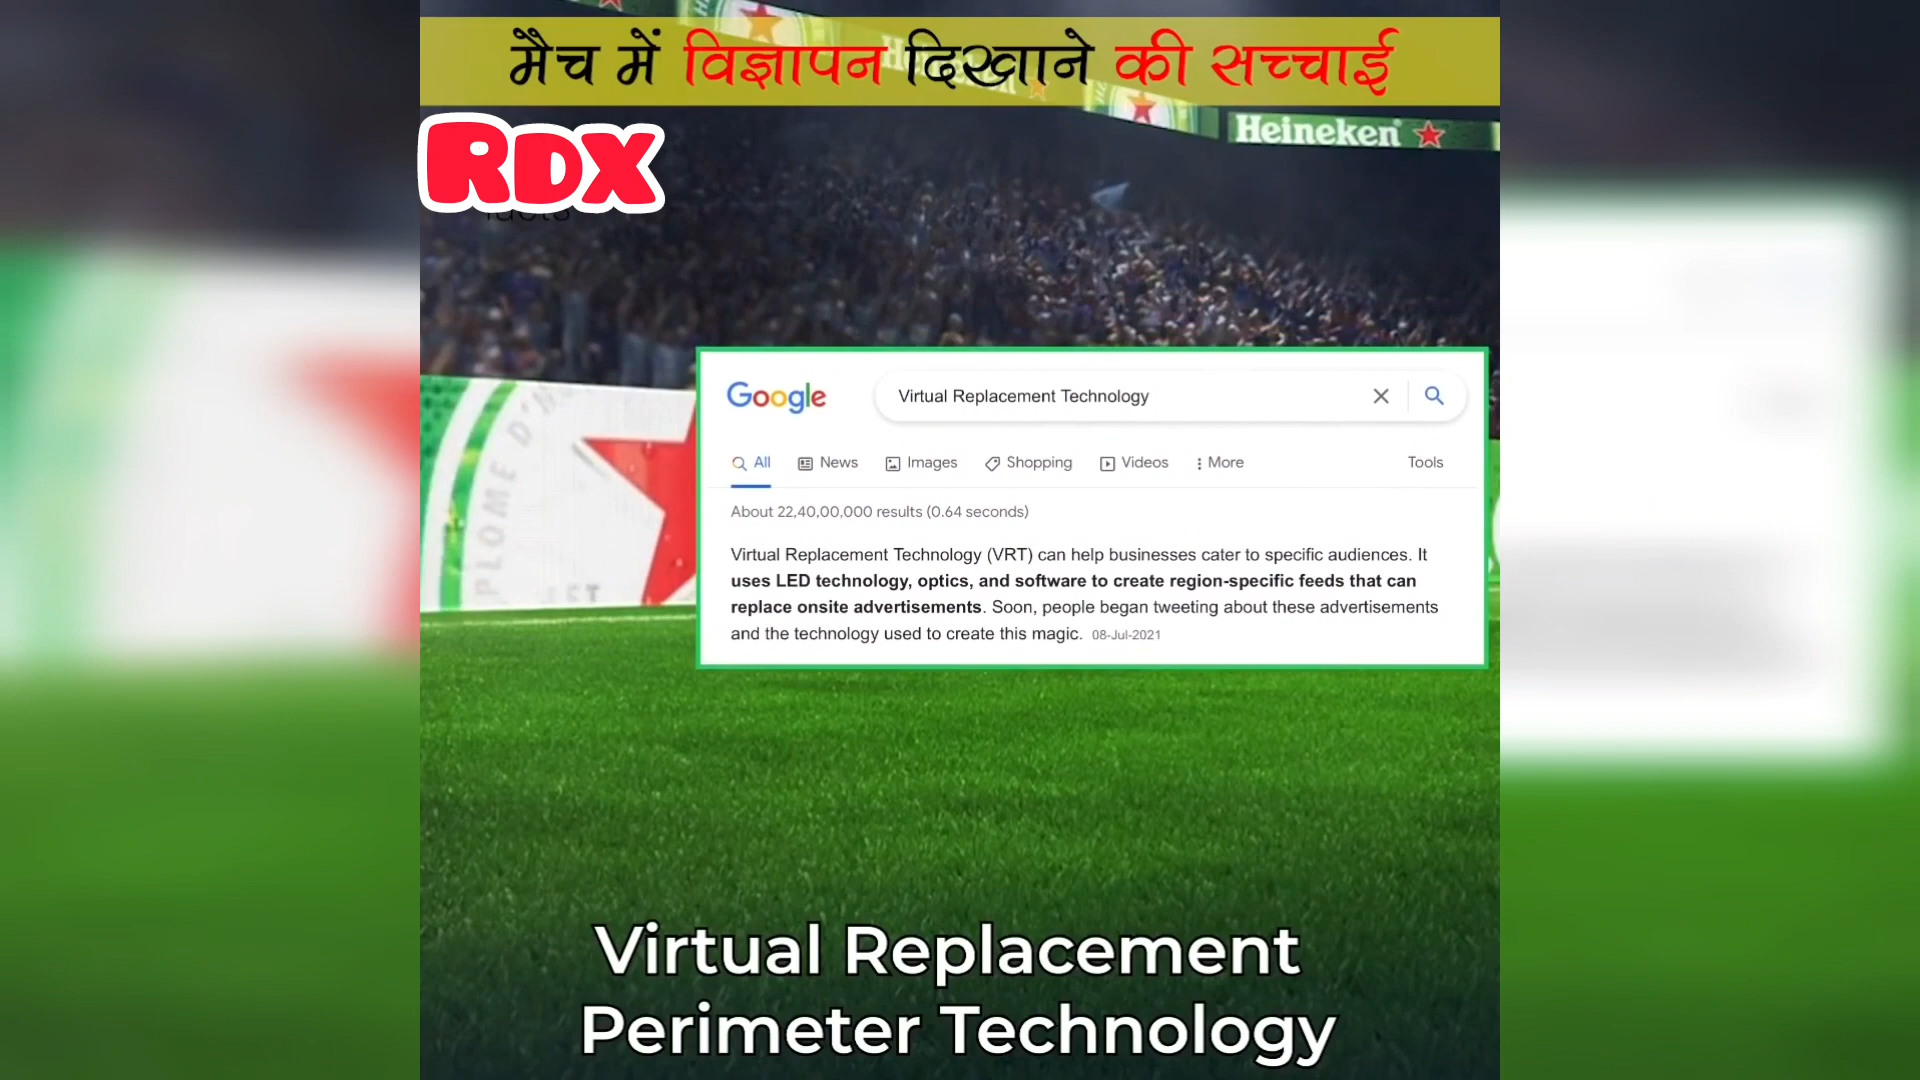 मैच में विज्ञापन दिखाने की सच्चाई
Heineken
RDX
facts
Google
Virtual Replacement Technology
All News Images Shopping Videos More Tools
About 22,40,00,000 results (0.64 seconds)
Virtual Replacement Technology (VRT) can help businesses cater to specific audiences. It
uses LED technology, optics, and software to create region-specific feeds that can
replace onsite advertisements. Soon, people began tweeting about these advertisements
and the technology used to create this magic. 08-Jul-2021
Virtual Replacement
Perimeter Technology